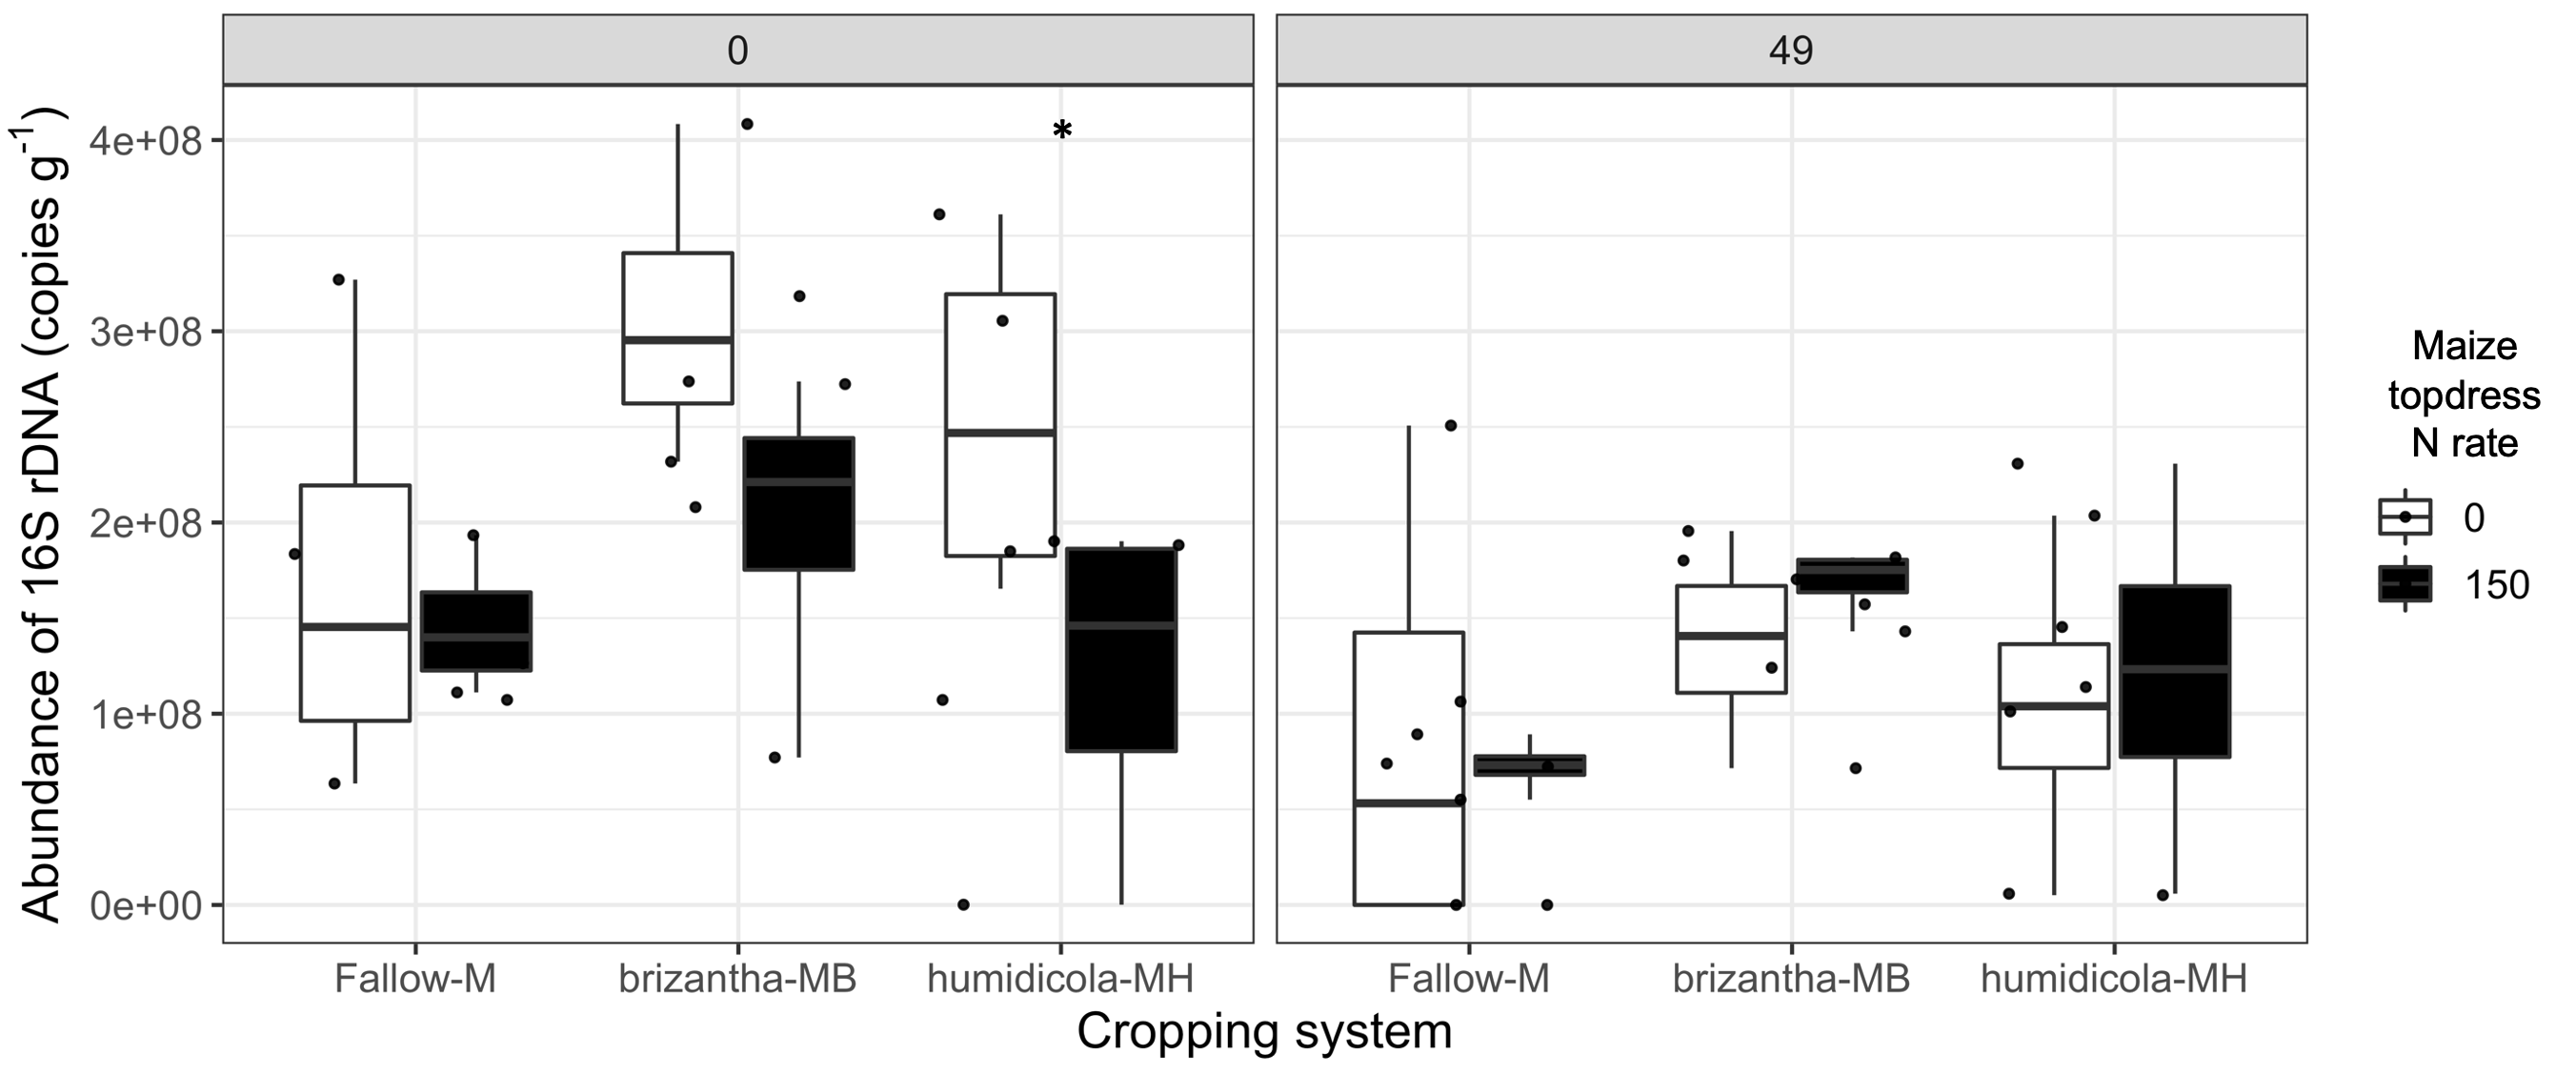 0
49
Abundance of 16S rDNA (copies g⁻¹)
4e+08
3e+08
2e+08
1e+08
0e+00
*
Fallow-M
brizantha-MB
humidicola-MH
Fallow-M
brizantha-MB
humidicola-MH
Cropping system
Maize
topdress
N rate
0
150